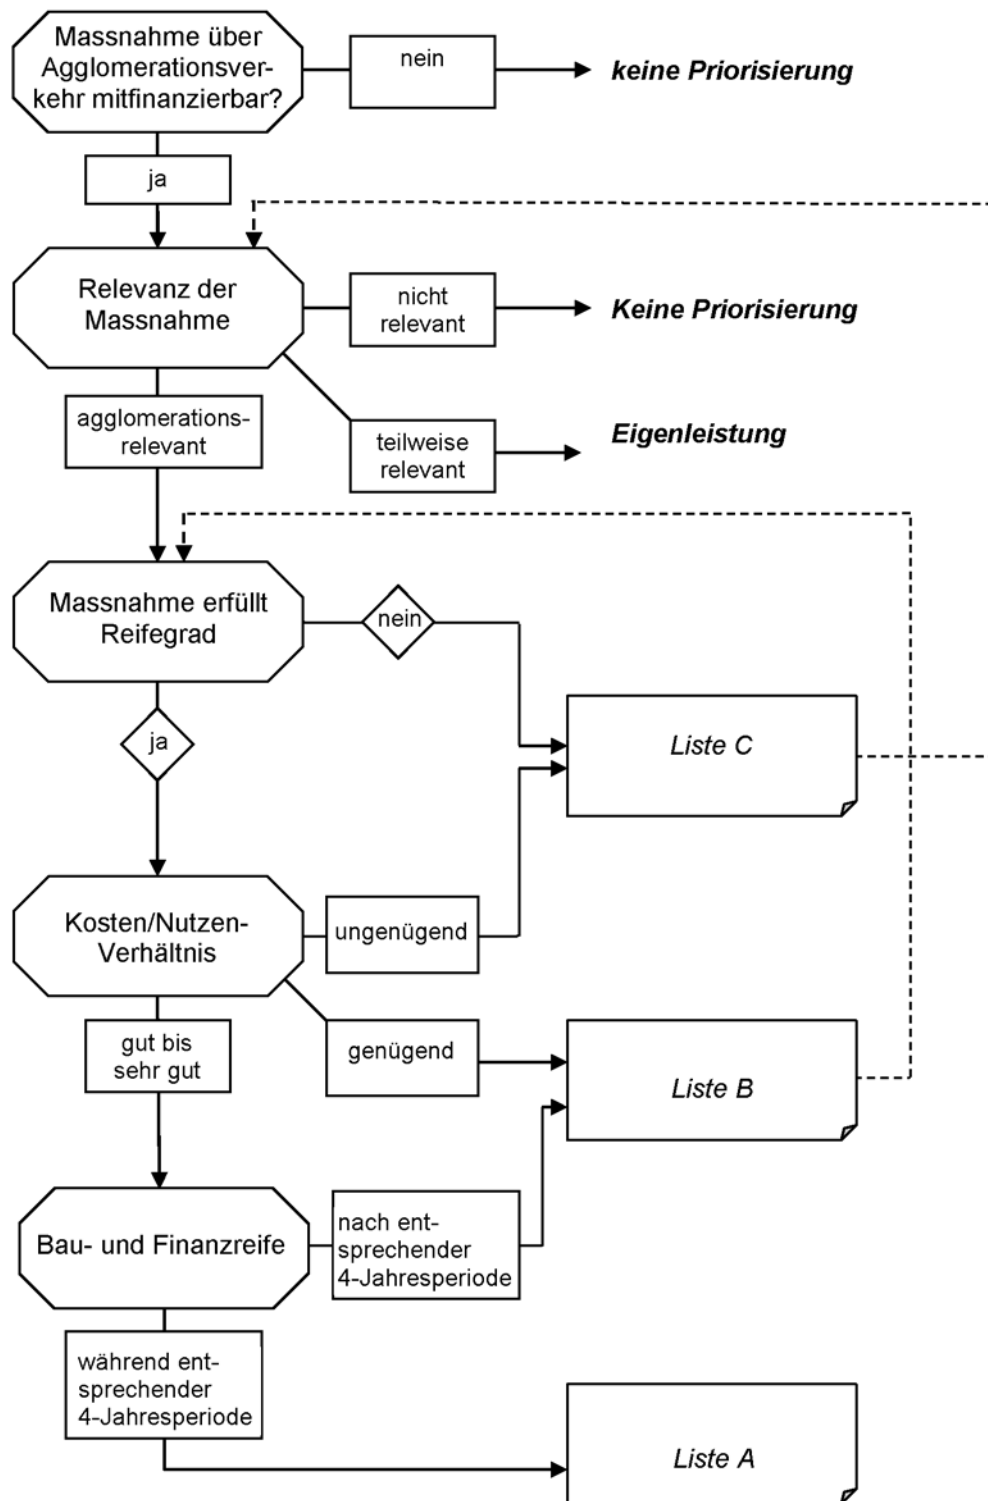 Massnahme über
Agglomerationsver-
kehr mitfinanzierbar?
nein
keine Priorisierung
ja
Relevanz der
Massnahme
nicht
relevant
Keine Priorisierung
agglomerations-
relevant
teilweise
relevant
Eigenleistung
Massnahme erfüllt
Reifegrad
nein
ja
Liste C
Kosten/Nutzen-
Verhältnis
ungenügend
gut bis
sehr gut
genügend
Liste B
Bau- und Finanzreife
nach ent-
sprechender
4-Jahresperiode
während ent-
sprechender
4-Jahresperiode
Liste A